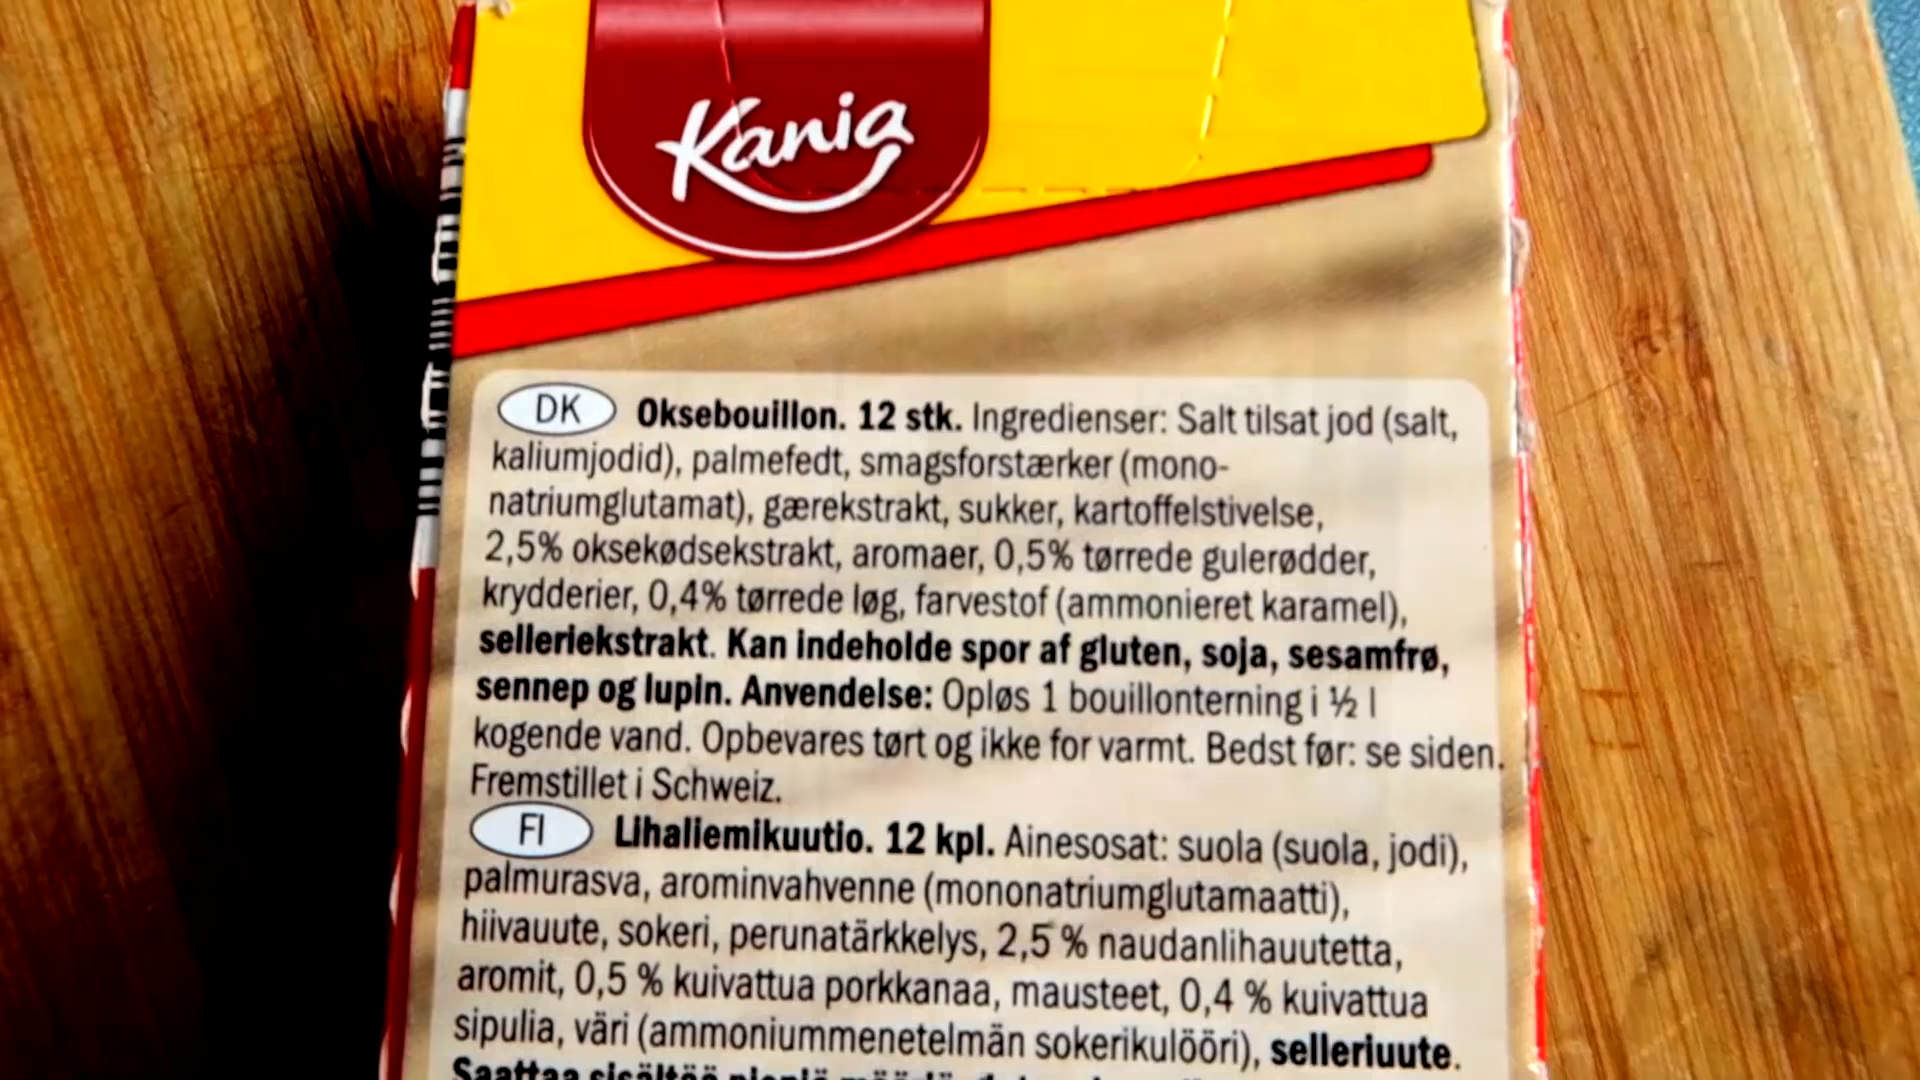 Kania
DK Oksebouillon. 12 stk. Ingredienser: Salt tilsat jod (salt,
kaliumjodid), palmefedt, smagsforstærker (mono-
natriumglutamat), gærekstrakt, sukker, kartoffelstivelse,
2,5% oksekødsekstrakt, aromaer, 0,5% tørrede gulerødder,
krydderier, 0,4% tørrede løg, farvestof (ammonieret karamel),
selleriekstrakt. Kan indeholde spor af gluten, soja, sesamfrø,
sennep og lupin. Anvendelse: Opløs 1 bouillonterning i ½ l
kogende vand. Opbevares tørt og ikke for varmt. Bedst før: se siden.
Fremstillet i Schweiz.
FI Lihaliemikuutio. 12 kpl. Ainesosat: suola (suola, jodi),
palmurasva, arominvahvenne (mononatriumglutamaatti),
hiivauute, sokeri, perunatärkkelys, 2,5 % naudanlihauutetta,
aromit, 0,5 % kuivattua porkkanaa, mausteet, 0,4 % kuivattua
sipulia, väri (ammoniummenetelmän sokerikulööri), selleriuute.
Saattaa sisältää pieniä määriä